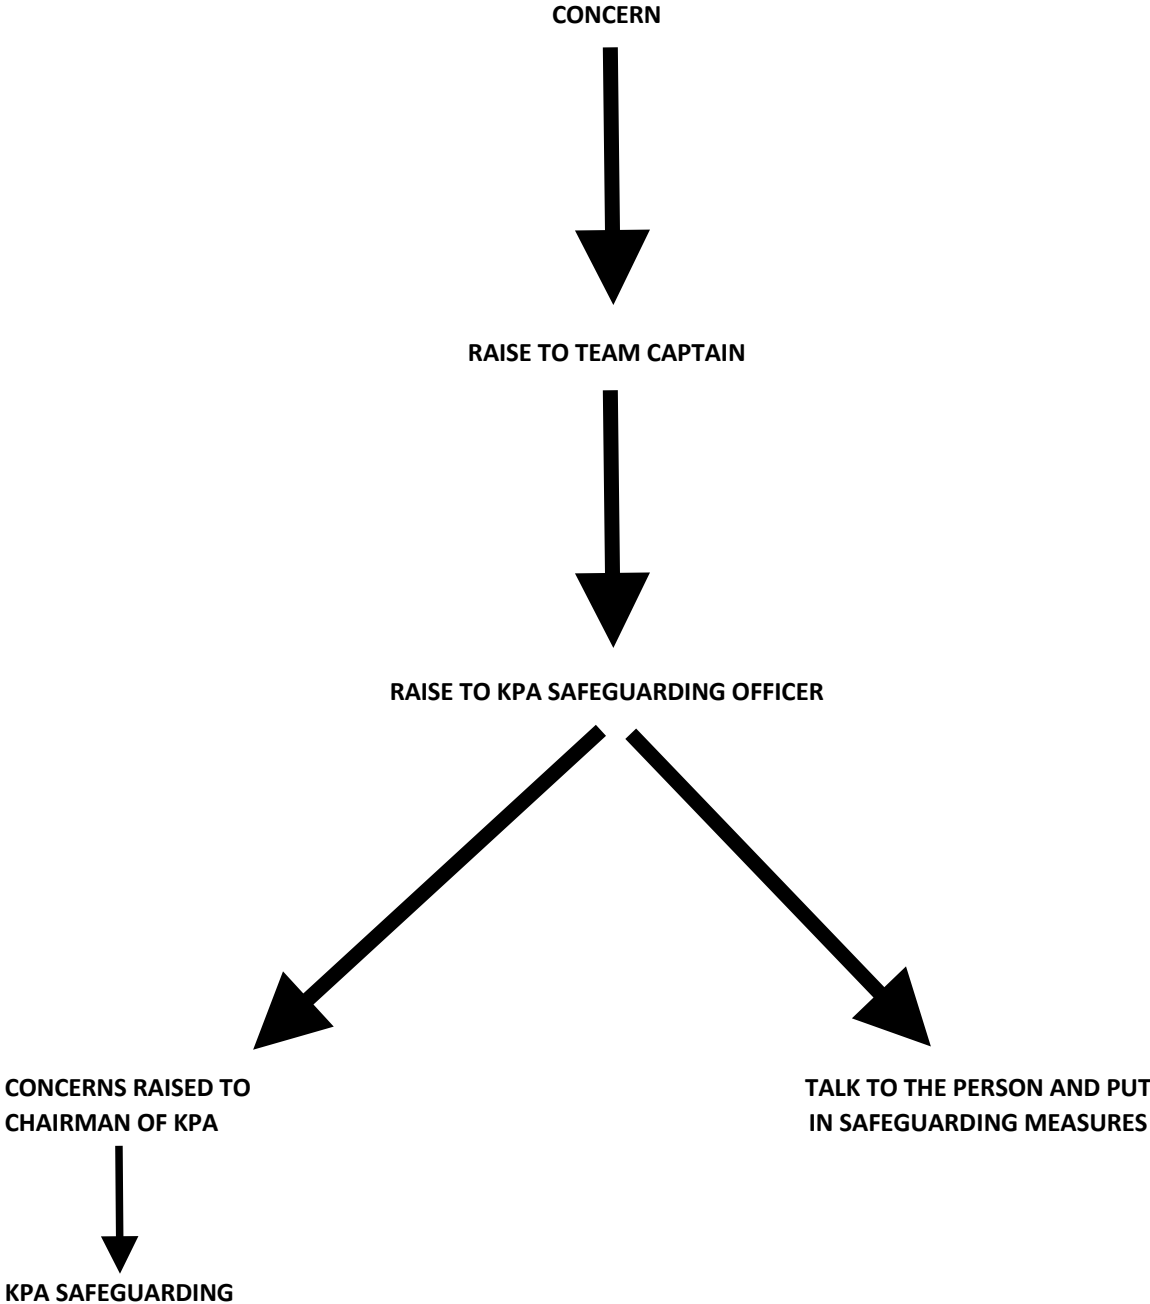 CONCERN
RAISE TO TEAM CAPTAIN
RAISE TO KPA SAFEGUARDING OFFICER
CONCERNS RAISED TO
CHAIRMAN OF KPA
TALK TO THE PERSON AND PUT
IN SAFEGUARDING MEASURES
KPA SAFEGUARDING